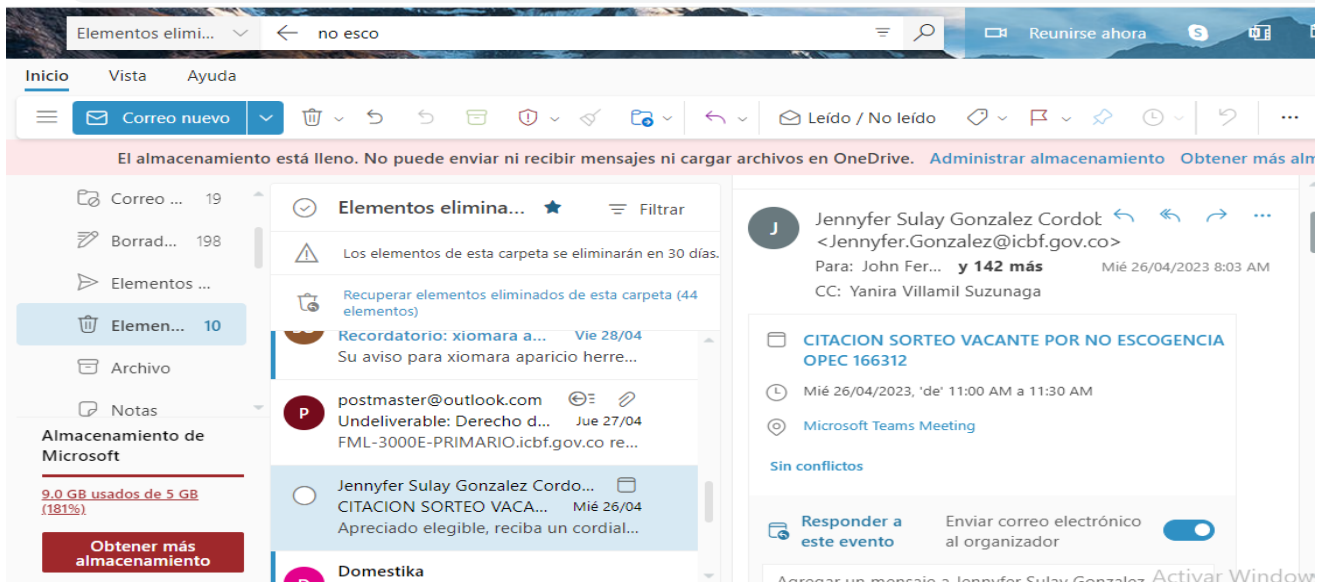 Elementos elimi...
no esco
Reunirse ahora
S
Inicio Vista Ayuda
Correo nuevo
Leído / No leído
El almacenamiento está lleno. No puede enviar ni recibir mensajes ni cargar archivos en OneDrive. Administrar almacenamiento Obtener más alm
Correo ... 19
Borrad... 198
Elementos ...
Elemen... 10
Archivo
Notas
Almacenamiento de
Microsoft
9.0 GB usados de 5 GB
(181%)
Obtener más
almacenamiento
Elementos elimina... Filtrar
Los elementos de esta carpeta se eliminarán en 30 días.
Recuperar elementos eliminados de esta carpeta (44
elementos)
Recordatorio: xiomara a... Vie 28/04
Su aviso para xiomara aparicio herre...
P
postmaster@outlook.com
Undeliverable: Derecho d... Jue 27/04
FML-3000E-PRIMARIO.icbf.gov.co re...
Jennyfer Sulay Gonzalez Cordo...
CITACION SORTEO VACA... Mié 26/04
Apreciado elegible, reciba un cordial...
Domestika
J
Jennyfer Sulay Gonzalez Cordob
<Jennyfer.Gonzalez@icbf.gov.co>
Para: John Fer... y 142 más Mié 26/04/2023 8:03 AM
CC: Yanira Villamil Suzunaga
CITACION SORTEO VACANTE POR NO ESCOGENCIA
OPEC 166312
Mié 26/04/2023, 'de' 11:00 AM a 11:30 AM
Microsoft Teams Meeting
Sin conflictos
Responder a
este evento
Enviar correo electrónico
al organizador
Agregar un mensaje a Jennyfer Sulay Gonzalez
Activar Window